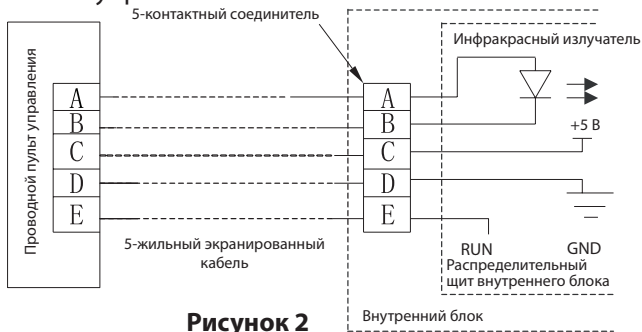 5-контактный соединитель
Инфракрасный излучатель
Проводной пульт управления
A
B
C
D
E
A
B
C
D
E
+5 В
RUN
GND
Распределительный
щит внутреннего блока
5-жильный экранированный
кабель
Внутренний блок
Рисунок 2